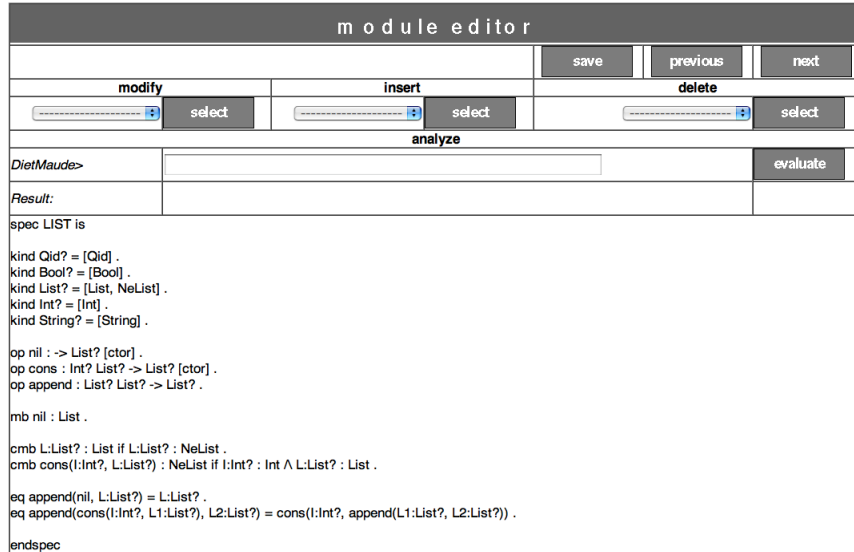 module editor
save previous next
modify insert delete
-------------------- select -------------------- select -------------------- select
analyze
DietMaude> evaluate
Result:
spec LIST is
kind Qid? = [Qid] .
kind Bool? = [Bool] .
kind List? = [List, NeList] .
kind Int? = [Int] .
kind String? = [String] .
op nil : -> List? [ctor] .
op cons : Int? List? -> List? [ctor] .
op append : List? List? -> List? .
mb nil : List .
cmb L:List? : List if L:List? : NeList .
cmb cons(I:Int?, L:List?) : NeList if I:Int? : Int /\ L:List? : List .
eq append(nil, L:List?) = L:List? .
eq append(cons(I:Int?, L1:List?), L2:List?) = cons(I:Int?, append(L1:List?, L2:List?)) .
endspec